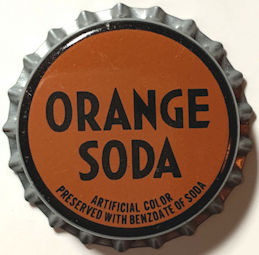 ORANGE
SODA
ARTIFICIAL COLOR
PRESERVED WITH BENZOATE OF SODA